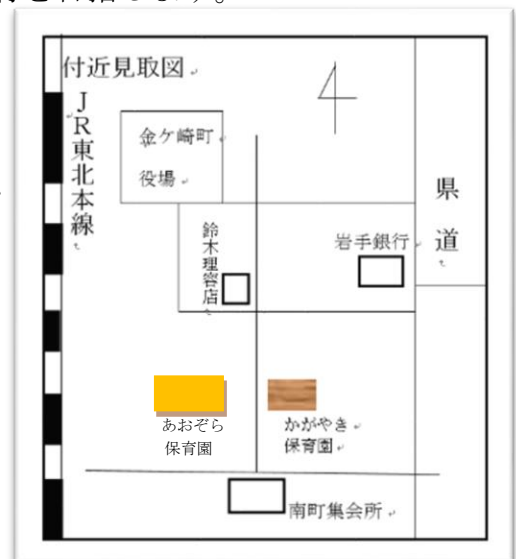 付近見取図
JR東北本線
金ケ崎町
役場
県道
鈴木理容店
岩手銀行
あおぞら
保育園
かがやき
保育園
南町集会所